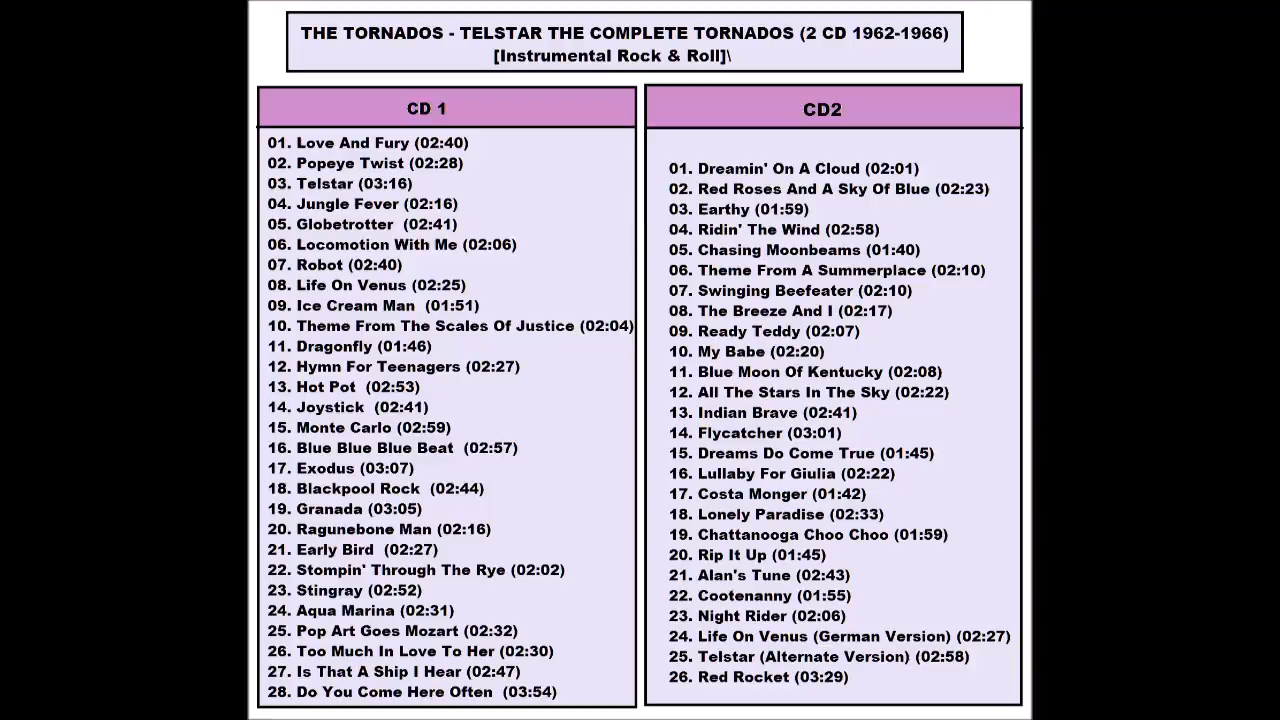 THE TORNADOS - TELSTAR THE COMPLETE TORNADOS (2 CD 1962-1966)
[Instrumental Rock & Roll]\
CD 1
01. Love And Fury (02:40)
02. Popeye Twist (02:28)
03. Telstar (03:16)
04. Jungle Fever (02:16)
05. Globetrotter (02:41)
06. Locomotion With Me (02:06)
07. Robot (02:40)
08. Life On Venus (02:25)
09. Ice Cream Man (01:51)
10. Theme From The Scales Of Justice (02:04)
11. Dragonfly (01:46)
12. Hymn For Teenagers (02:27)
13. Hot Pot (02:53)
14. Joystick (02:41)
15. Monte Carlo (02:59)
16. Blue Blue Blue Beat (02:57)
17. Exodus (03:07)
18. Blackpool Rock (02:44)
19. Granada (03:05)
20. Ragunebone Man (02:16)
21. Early Bird (02:27)
22. Stompin' Through The Rye (02:02)
23. Stingray (02:52)
24. Aqua Marina (02:31)
25. Pop Art Goes Mozart (02:32)
26. Too Much In Love To Her (02:30)
27. Is That A Ship I Hear (02:47)
28. Do You Come Here Often (03:54)
CD2
01. Dreamin' On A Cloud (02:01)
02. Red Roses And A Sky Of Blue (02:23)
03. Earthy (01:59)
04. Ridin' The Wind (02:58)
05. Chasing Moonbeams (01:40)
06. Theme From A Summerplace (02:10)
07. Swinging Beefeater (02:10)
08. The Breeze And I (02:17)
09. Ready Teddy (02:07)
10. My Babe (02:20)
11. Blue Moon Of Kentucky (02:08)
12. All The Stars In The Sky (02:22)
13. Indian Brave (02:41)
14. Flycatcher (03:01)
15. Dreams Do Come True (01:45)
16. Lullaby For Giulia (02:22)
17. Costa Monger (01:42)
18. Lonely Paradise (02:33)
19. Chattanooga Choo Choo (01:59)
20. Rip It Up (01:45)
21. Alan's Tune (02:43)
22. Cootenanny (01:55)
23. Night Rider (02:06)
24. Life On Venus (German Version) (02:27)
25. Telstar (Alternate Version) (02:58)
26. Red Rocket (03:29)